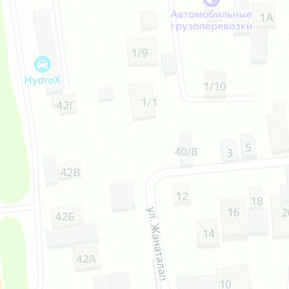 Автомобильные
грузоперевозки
1А
1/9
HydroX
1/10
42Г
1/1
40/8
3
5
42В
12
16
18
42Б
ул. Жанаталап
14
42А
10